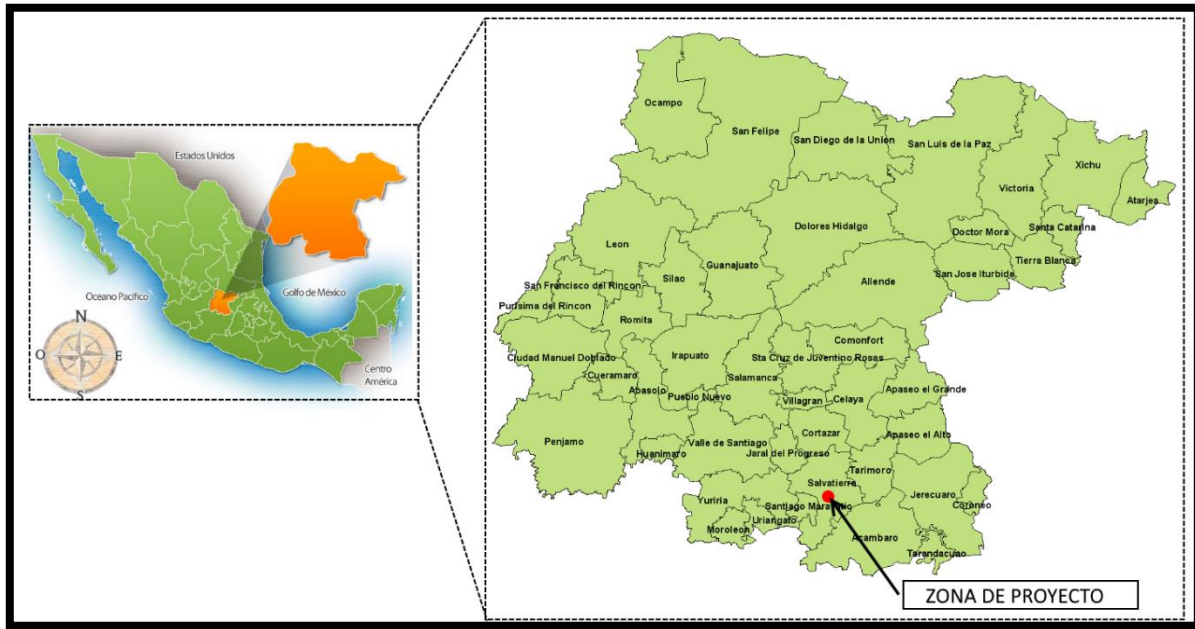 Estados Unidos
Golfo de México
Oceano Pacífico
Centro
América
N
O
E
S
Ocampo
San Felipe
San Diego de la Union
San Luis de la Paz
Xichu
Victoria
Atarjea
Santa Catarina
Doctor Mora
Dolores Hidalgo
Leon
Guanajuato
Silao
Tierra Blanca
San Jose Iturbide
Allende
San Francisco del Rincon
Purisima del Rincon
Romita
Comonfort
Ciudad Manuel Doblado
Irapuato
Sta Cruz de Juventino Rosas
Cueramaro
Salamanca
Abasolo
Pueblo Nuevo
Villagran
Celaya
Apaseo el Grande
Cortazar
Apaseo el Alto
Penjamo
Huanimaro
Valle de Santiago
Jaral del Progreso
Tarimoro
Salvatierra
Yuriria
Jerecuaro
Coroneo
Santiago Maravatio
Uriangato
Moroleon
Acambaro
Tarandacuao
ZONA DE PROYECTO